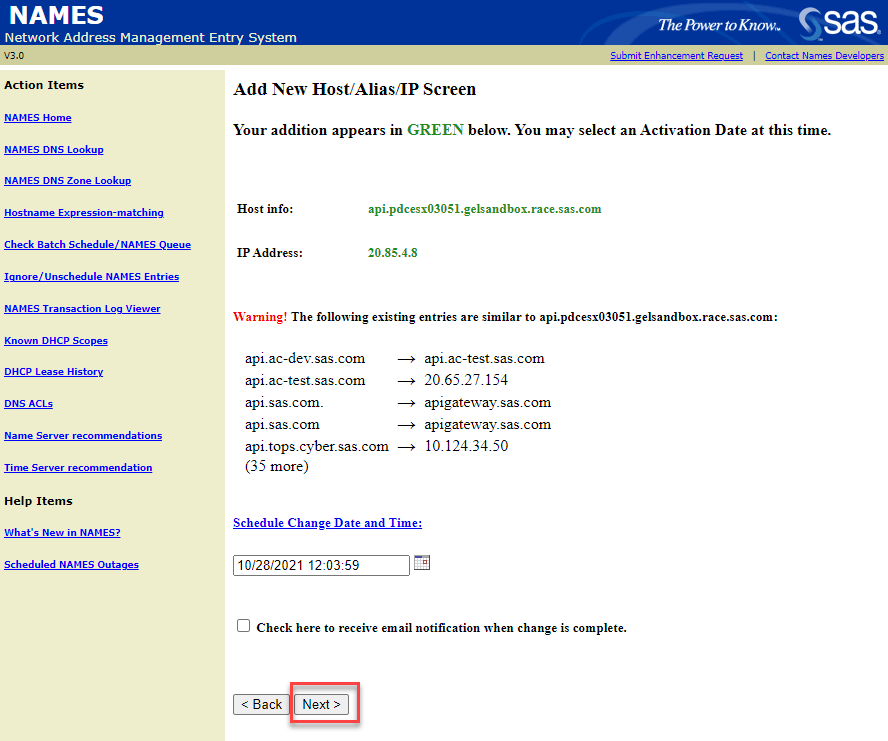 NAMES
Network Address Management Entry System
The Power to Know™
sas.
V3.0
Submit Enhancement Request | Contact Names Developers
Action Items
NAMES Home
NAMES DNS Lookup
NAMES DNS Zone Lookup
Hostname Expression-matching
Check Batch Schedule/NAMES Queue
Ignore/Unschedule NAMES Entries
NAMES Transaction Log Viewer
Known DHCP Scopes
DHCP Lease History
DNS ACLs
Name Server recommendations
Time Server recommendation
Help Items
What's New in NAMES?
Scheduled NAMES Outages
Add New Host/Alias/IP Screen
Your addition appears in GREEN below. You may select an Activation Date at this time.
Host info: api.pdcesx03051.gelsandbox.race.sas.com
IP Address: 20.85.4.8
Warning! The following existing entries are similar to api.pdcesx03051.gelsandbox.race.sas.com:
api.ac-dev.sas.com → api.ac-test.sas.com
api.ac-test.sas.com → 20.65.27.154
api.sas.com. → apigateway.sas.com
api.sas.com → apigateway.sas.com
api.tops.cyber.sas.com → 10.124.34.50
(35 more)
Schedule Change Date and Time:
10/28/2021 12:03:59
Check here to receive email notification when change is complete.
< Back Next >